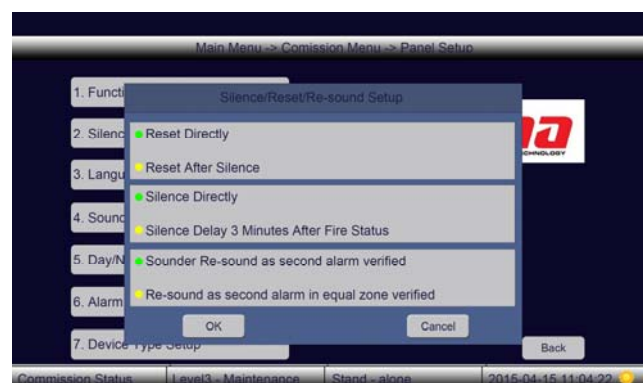 Main Menu -> Comission Menu -> Panel Setup
1. Functi
Silence/Reset/Re-sound Setup
2. Silenc
Reset Directly
Reset After Silence
3. Langu
Silence Directly
4. Sound
Silence Delay 3 Minutes After Fire Status
5. Day/N
Sounder Re-sound as second alarm verified
6. Alarm
Re-sound as second alarm in equal zone verified
OK
Cancel
7. Device Type Setup
Back
Commission Status
Level3 - Maintenance
Stand - alone
2015-04-15 11:04:22